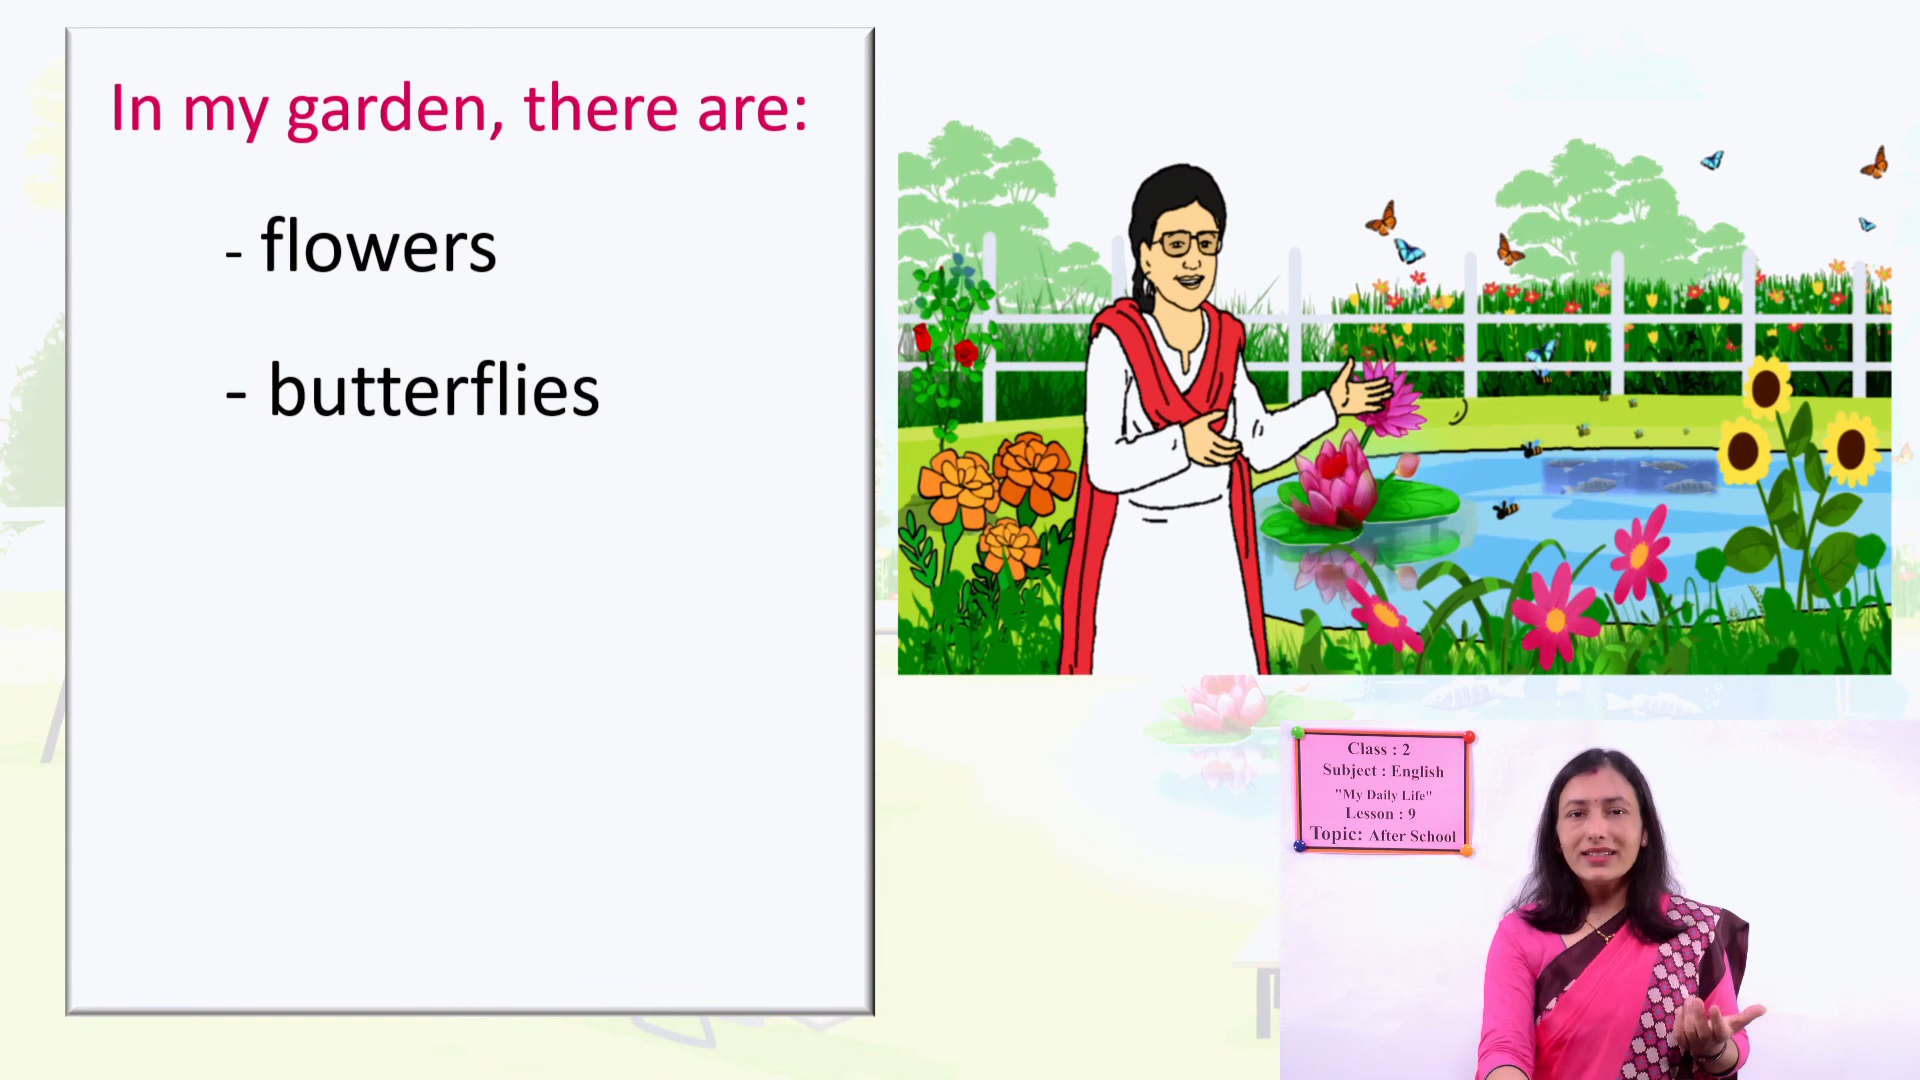 In my garden, there are:
- flowers
- butterflies
Class : 2
Subject : English
"My Daily Life"
Lesson : 9
Topic: After School